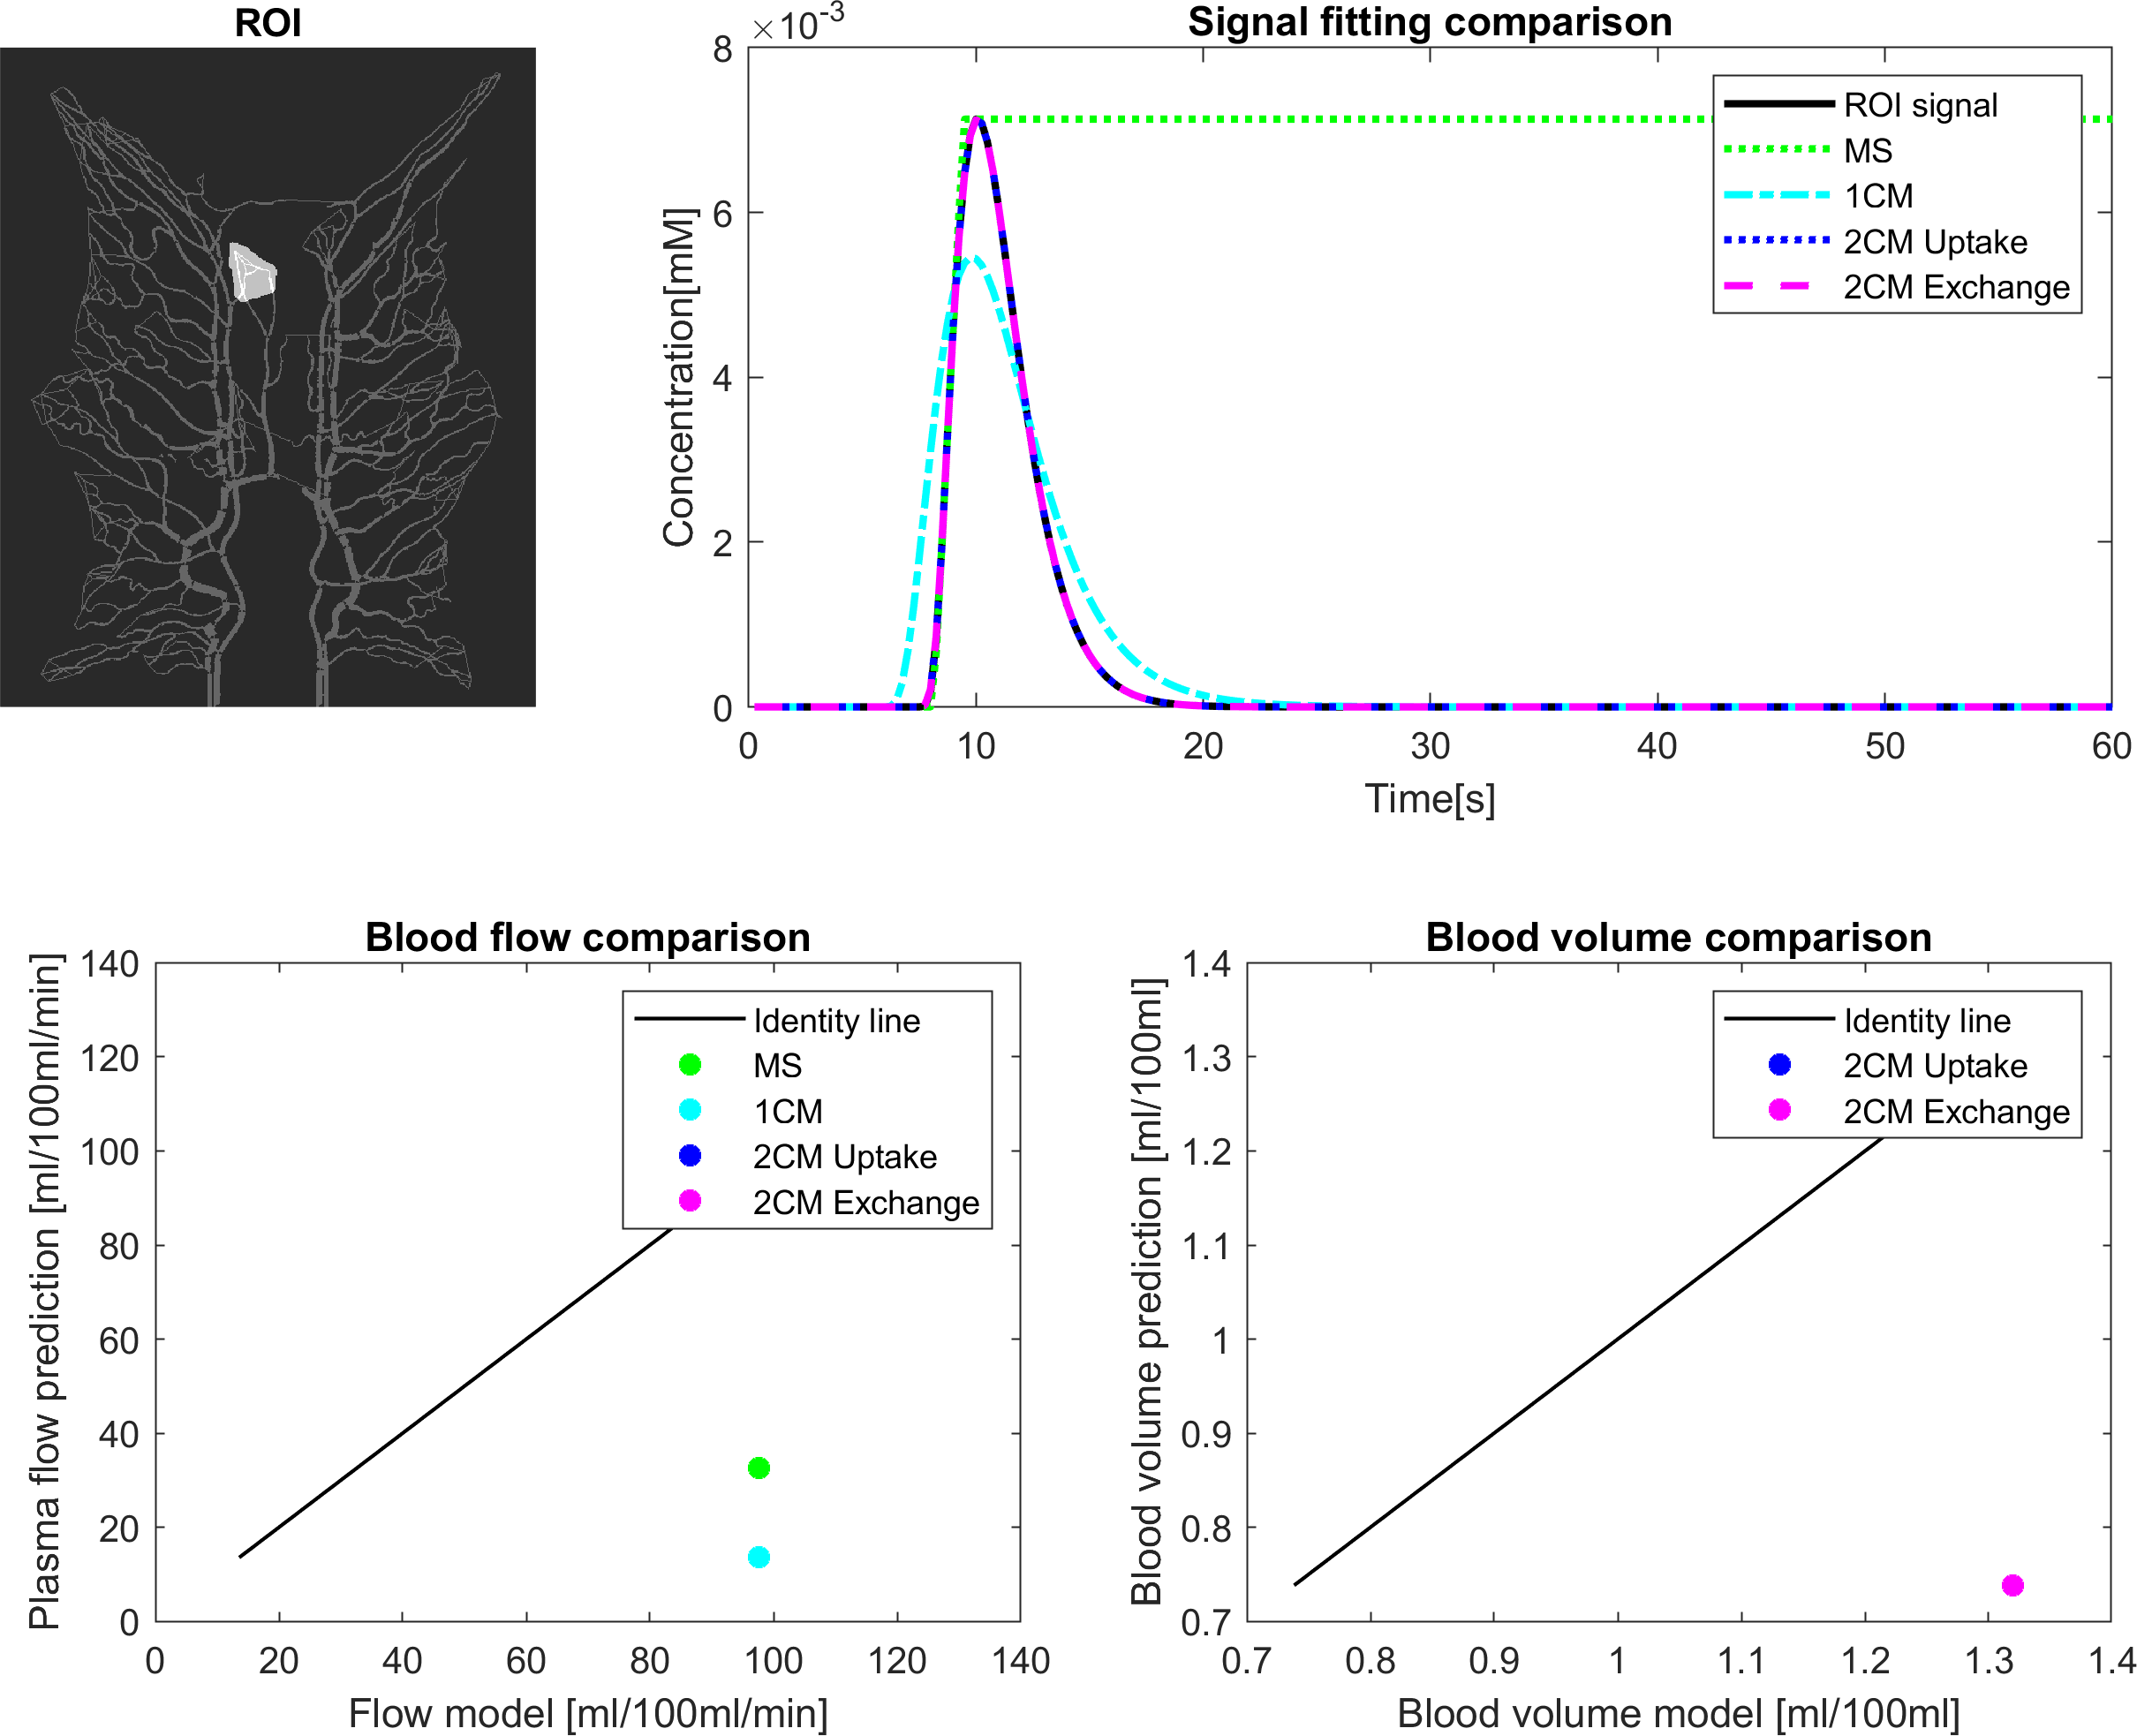 ROI
Signal fitting comparison
×10-3
8
6
4
2
0
Concentration[mM]
0 10 20 30 40 50 60
Time[s]
ROI signal
MS
1CM
2CM Uptake
2CM Exchange
Blood flow comparison
140
120
100
80
60
40
20
0
Plasma flow prediction [ml/100ml/min]
0 20 40 60 80 100 120 140
Flow model [ml/100ml/min]
Identity line
MS
1CM
2CM Uptake
2CM Exchange
Blood volume comparison
1.4
1.3
1.2
1.1
1
0.9
0.8
0.7
Blood volume prediction [ml/100ml]
0.7 0.8 0.9 1 1.1 1.2 1.3 1.4
Blood volume model [ml/100ml]
Identity line
2CM Uptake
2CM Exchange